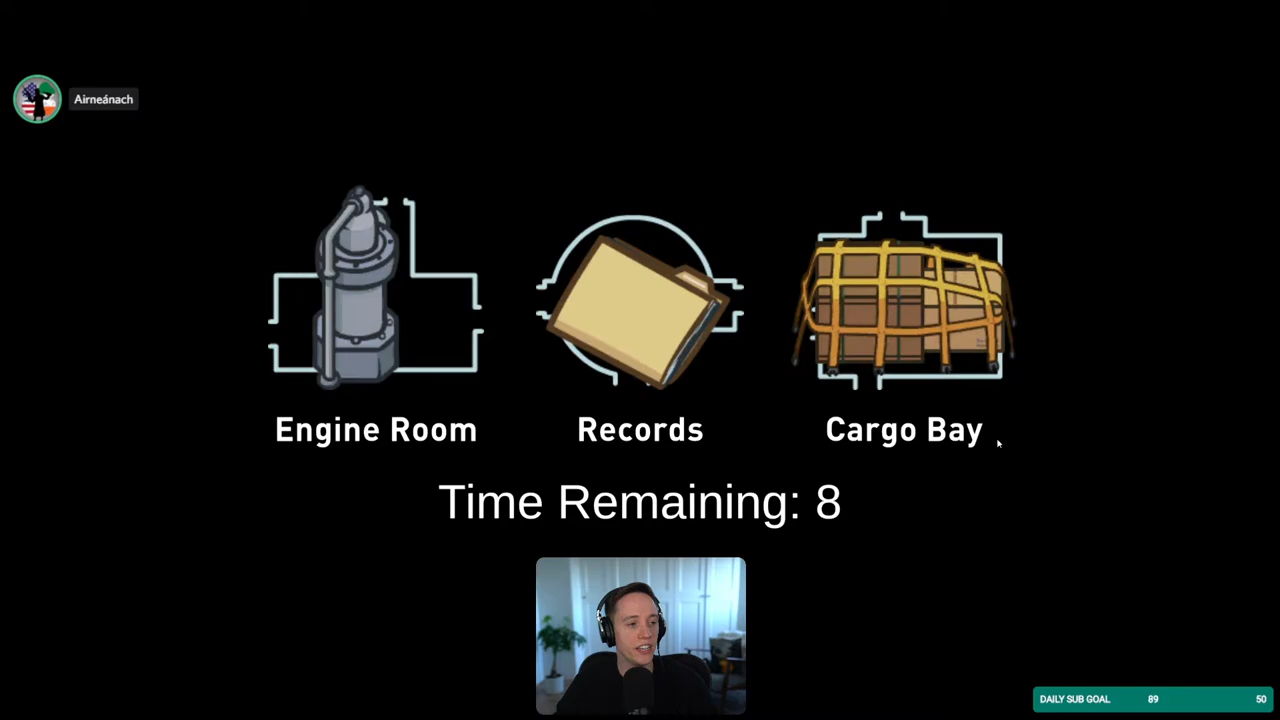 Airneánach
Engine Room
Records
Cargo Bay
Time Remaining: 8
DAILY SUB GOAL 89 50